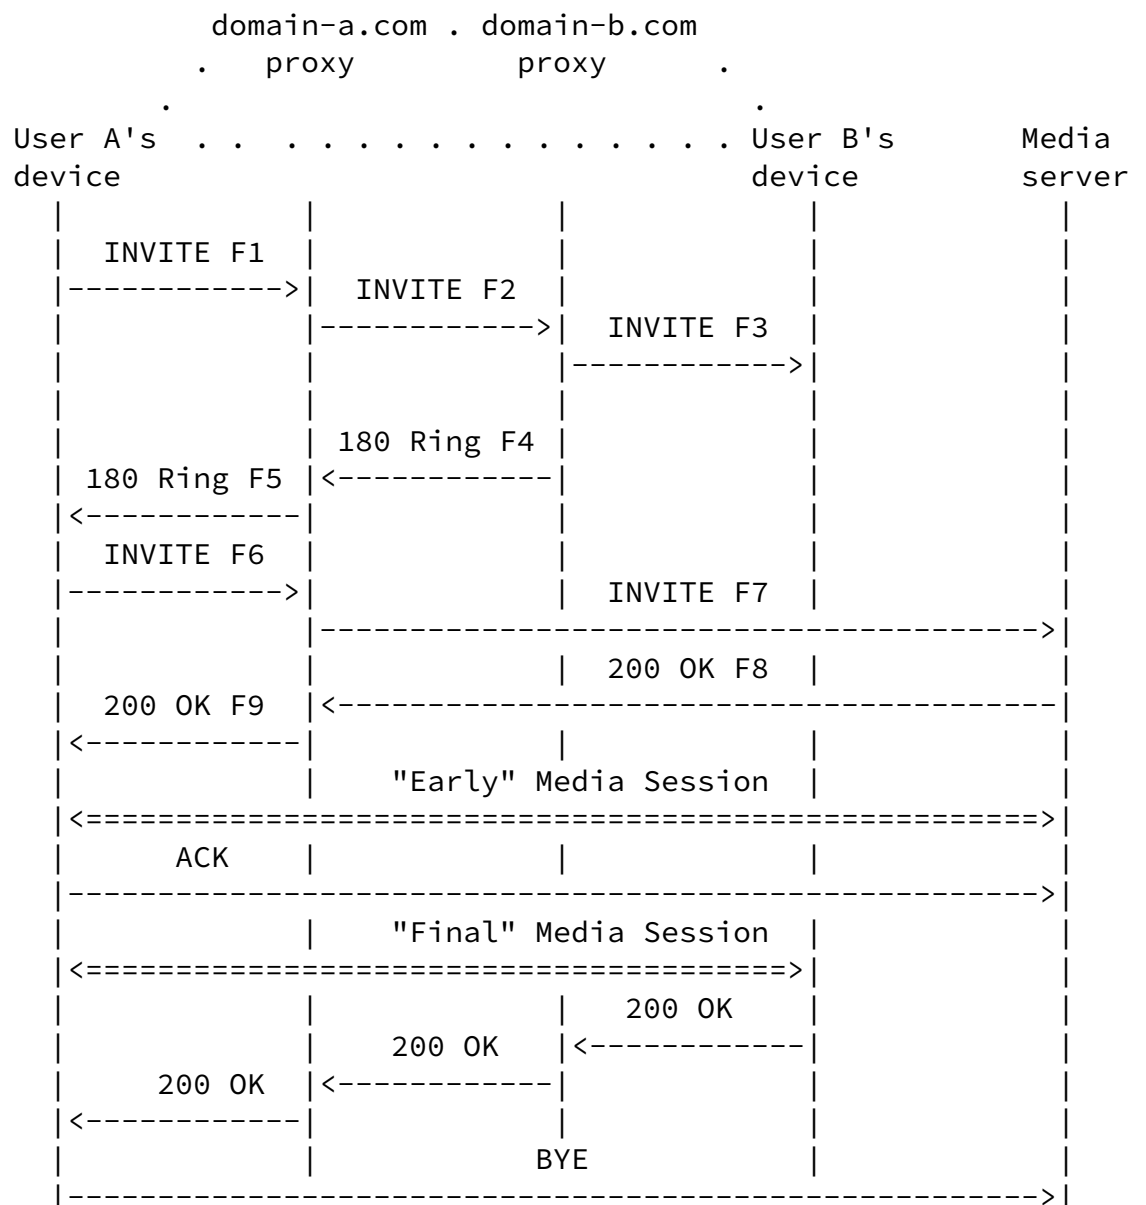 domain-a.com . domain-b.com
. proxy proxy .
. .
User A's . . . . . . . . . . . . . . . User B's Media
device device server
| | | | |
| INVITE F1 | | | |
|------------>| INVITE F2 | | |
| |------------>| INVITE F3 | |
| | |------------>| |
| | | | |
| | 180 Ring F4 | | |
| 180 Ring F5 |<------------| | |
|<------------| | | |
| INVITE F6 | | | |
|------------>| | INVITE F7 | |
| |---------------------------------------->|
| | | 200 OK F8 | |
| 200 OK F9 |<----------------------------------------|
|<------------| | | |
| | "Early" Media Session | |
|<=====================================================>|
| ACK | | | |
|------------------------------------------------------>|
| | "Final" Media Session | |
|<=======================================>| |
| | | 200 OK | |
| | 200 OK |<------------| |
| 200 OK |<------------| | |
|<------------| | | |
| | BYE | |
|------------------------------------------------------>|